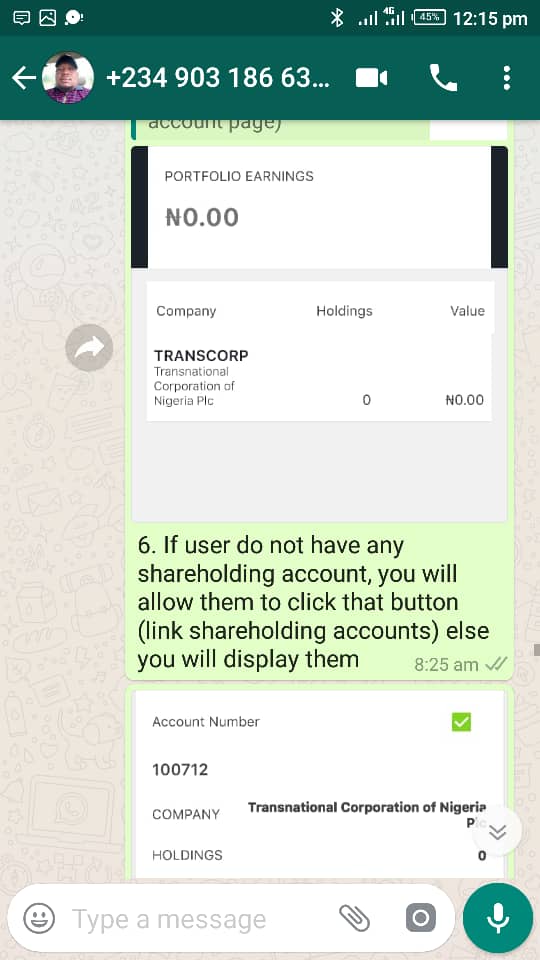 4G
45%
12:15 pm
+234 903 186 63...
account page)
PORTFOLIO EARNINGS
₦0.00
Company Holdings Value
TRANSCORP
Transnational
Corporation of
Nigeria Plc 0 ₦0.00
6. If user do not have any
shareholding account, you will
allow them to click that button
(link shareholding accounts) else
you will display them
8:25 am
Account Number
100712
COMPANY Transnational Corporation of Nigeria
Plc
HOLDINGS 0
Type a message